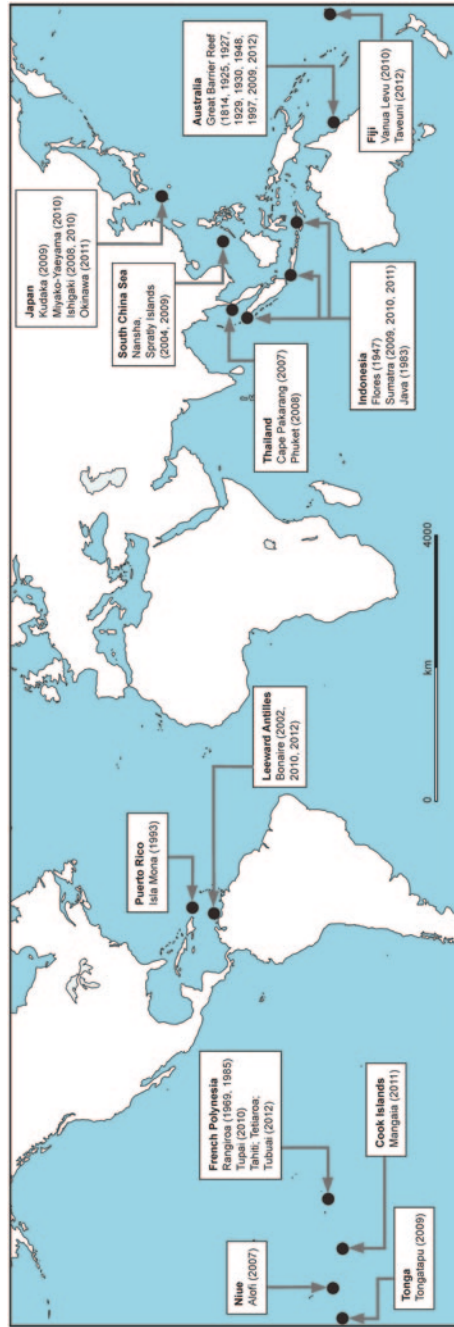 Niue
Alofi (2007)
Tonga
Tongatapu (2009)
Cook Islands
Mangaia (2011)
French Polynesia
Rangiroa (1969, 1985)
Tupai (2010)
Tahiti; Tetiaroa;
Tubuai (2012)
Puerto Rico
Isla Mona (1993)
Leeward Antilles
Bonaire (2002,
2010, 2012)
0
km
4000
Thailand
Cape Pakarang (2007)
Phuket (2008)
Indonesia
Flores (1947)
Sumatra (2009, 2010, 2011)
Java (1983)
South China Sea
Nansha,
Spratly Islands
(2004, 2009)
Japan
Kudaka (2009)
Miyako-Yaeyama (2010)
Ishigaki (2008, 2010)
Okinawa (2011)
Australia
Great Barrier Reef
(1814, 1925, 1927,
1929, 1930, 1948,
1997, 2009, 2012)
Fiji
Vanua Levu (2010)
Taveuni (2012)